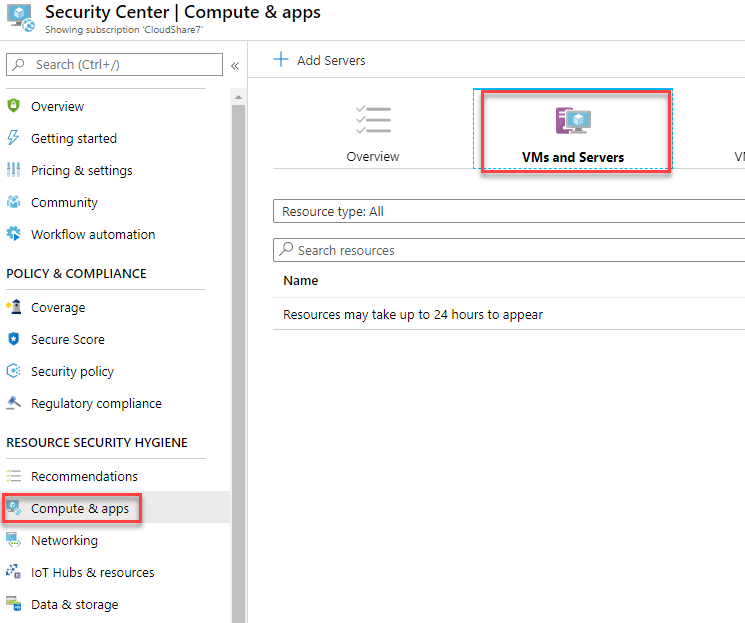 Security Center | Compute & apps
Showing subscription 'CloudShare7'
Search (Ctrl+/)
«
Overview
Getting started
Pricing & settings
Community
Workflow automation
POLICY & COMPLIANCE
Coverage
Secure Score
Security policy
Regulatory compliance
RESOURCE SECURITY HYGIENE
Recommendations
Compute & apps
Networking
IoT Hubs & resources
Data & storage
Add Servers
Overview
VMs and Servers
VM
Resource type: All
Search resources
Name
Resources may take up to 24 hours to appear